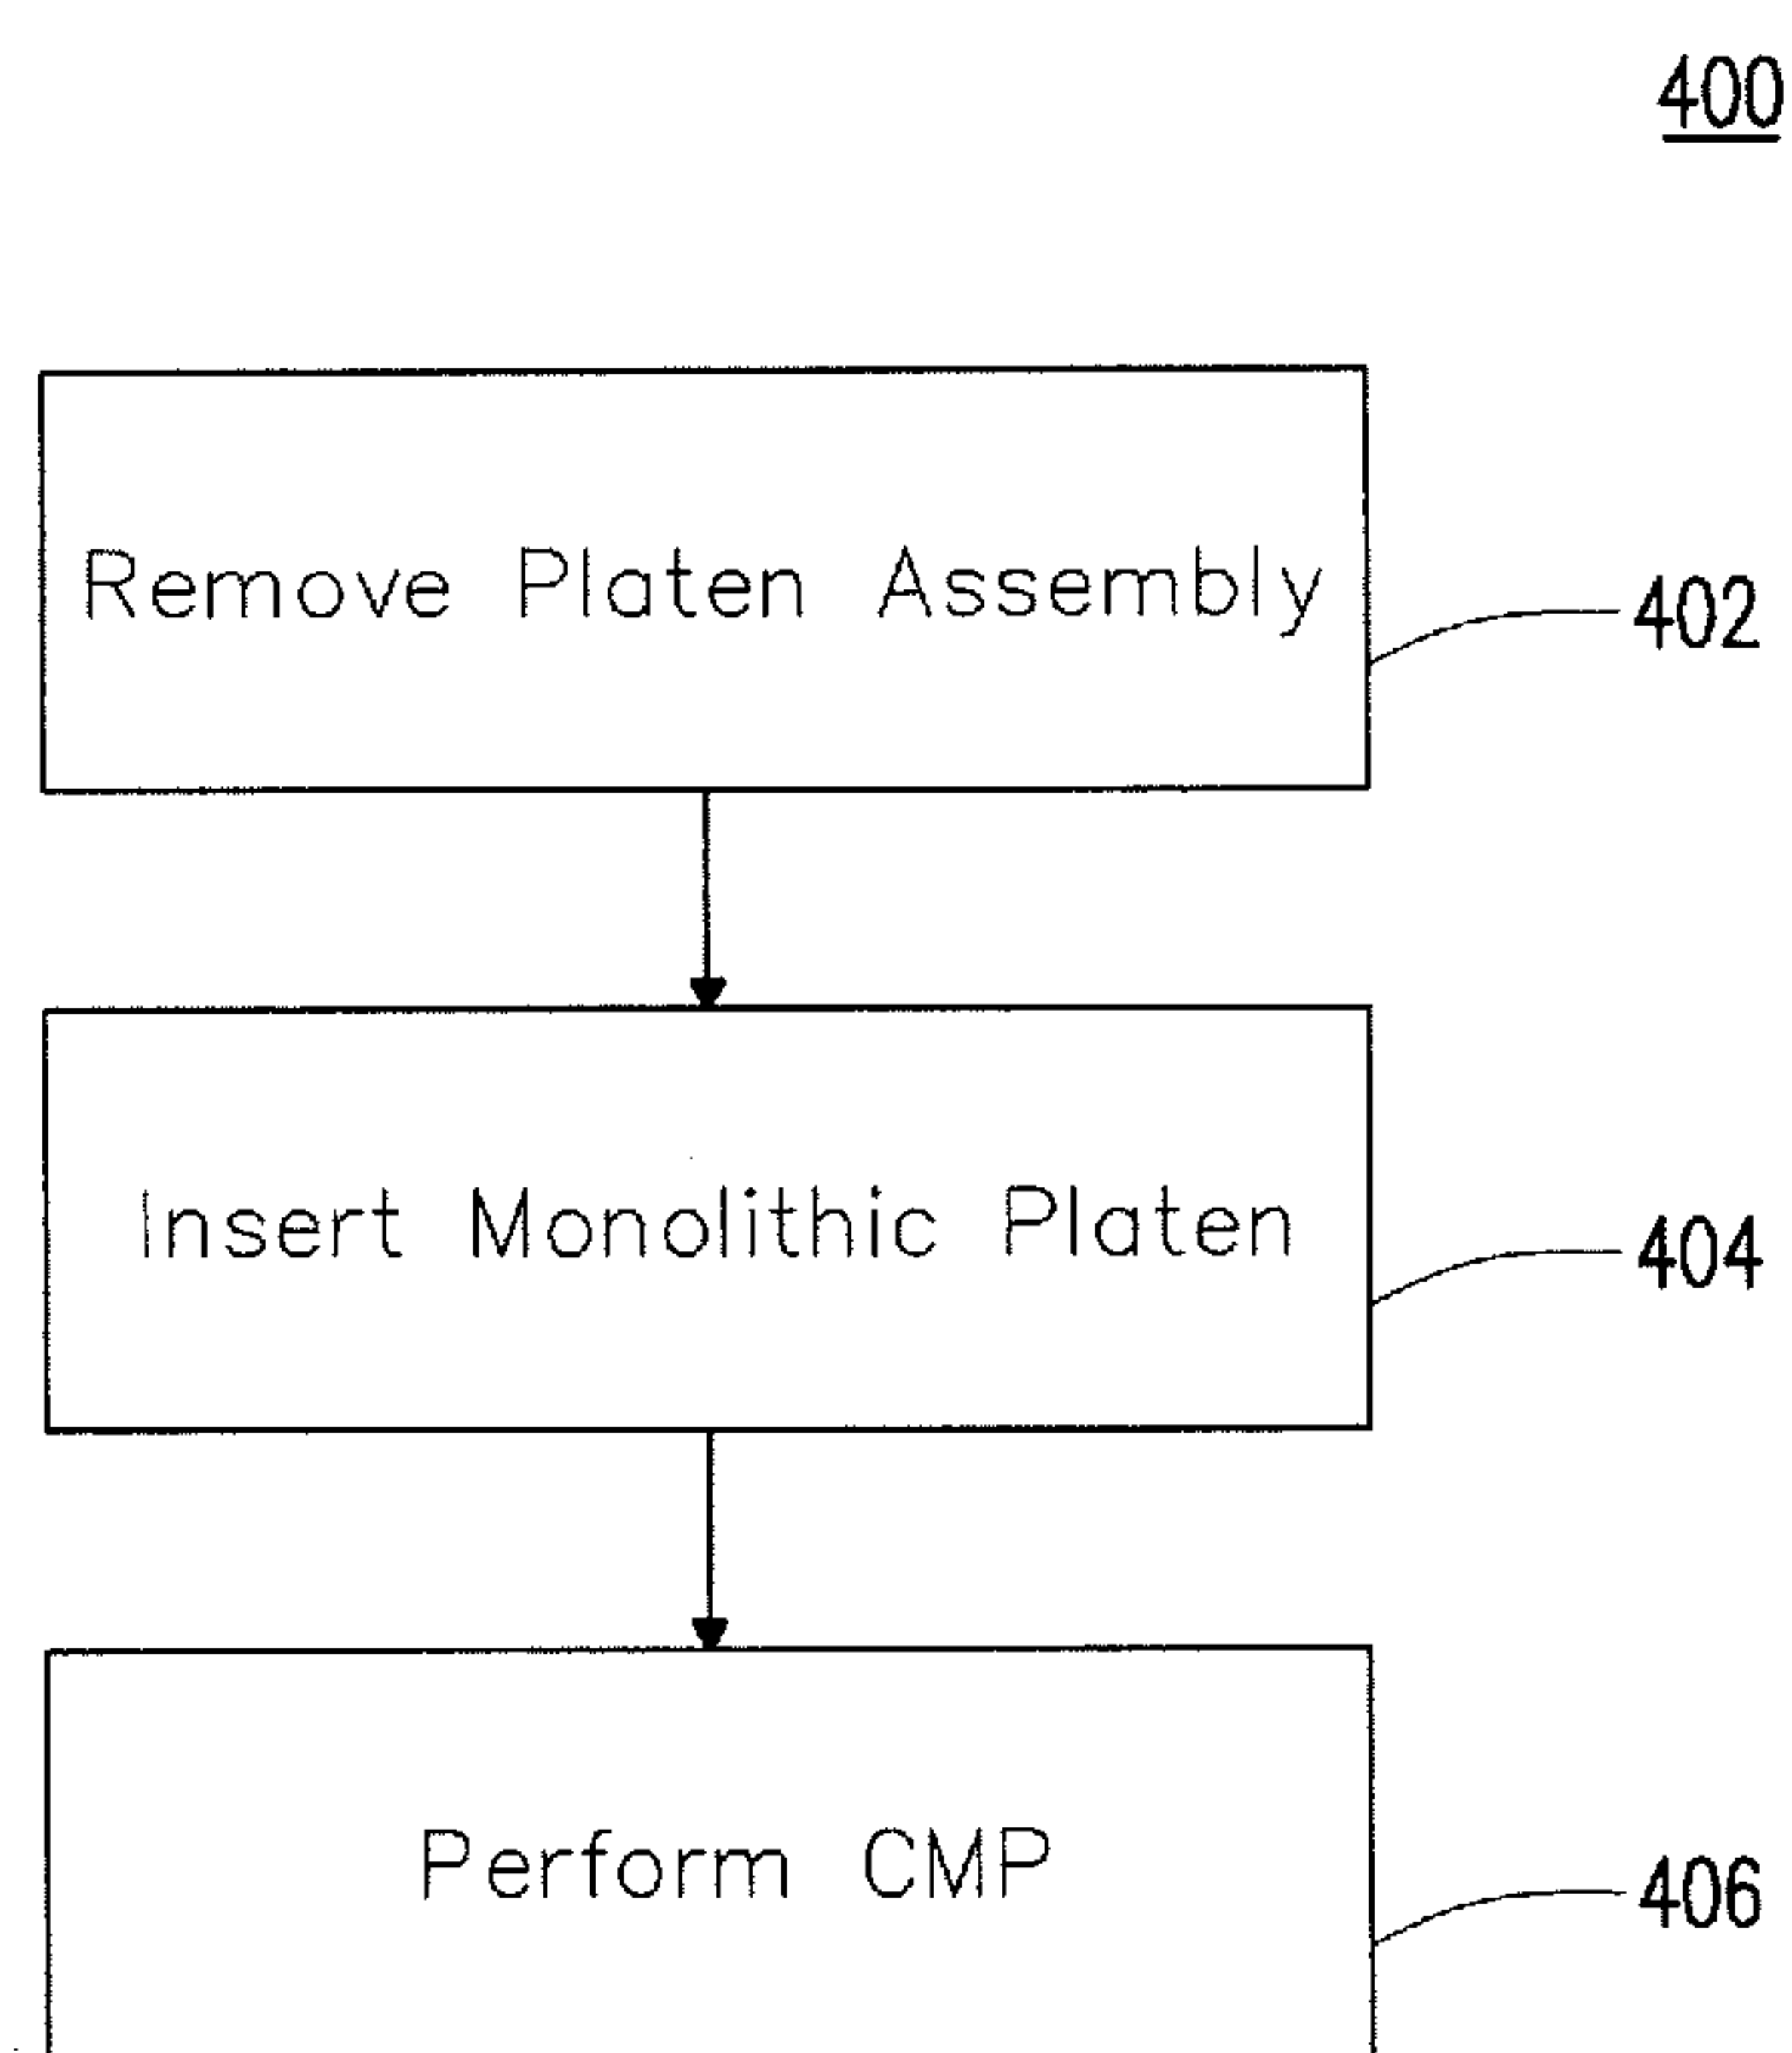 400
Remove Platen Assembly
402
Insert Monolithic Platen
404
Perform CMP
406